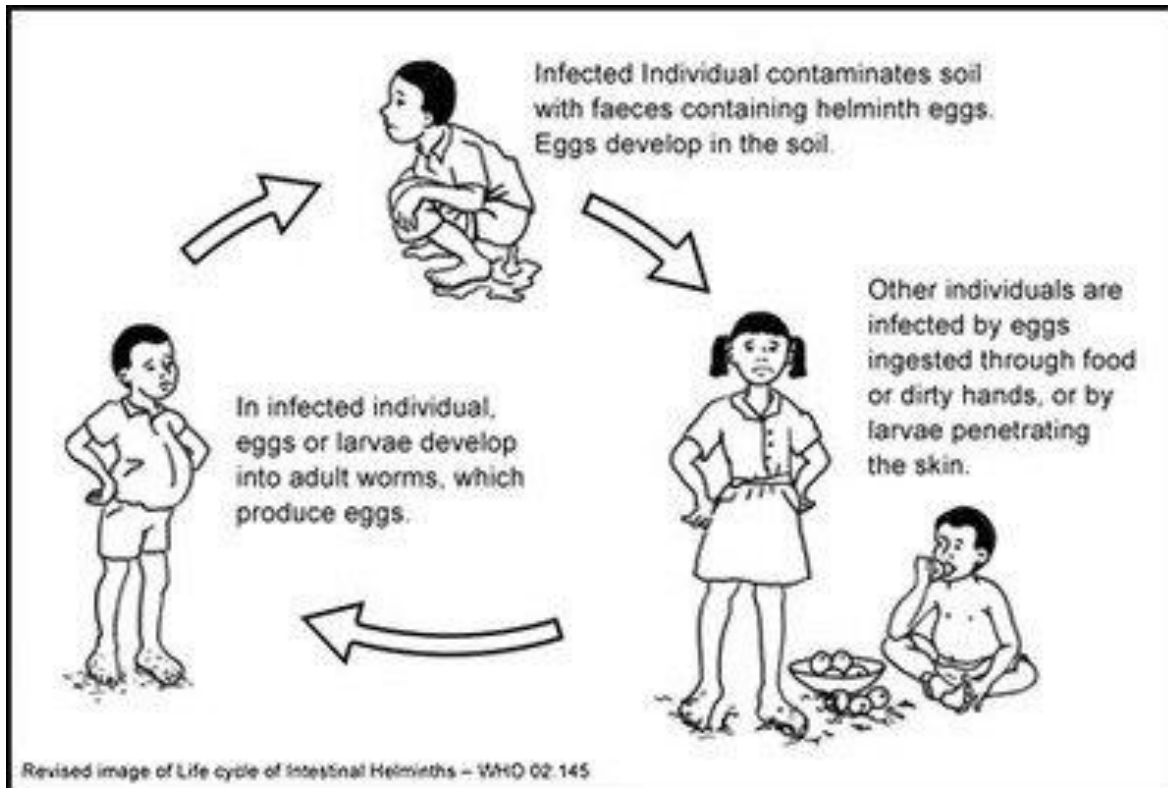 Infected Individual contaminates soil
with faeces containing helminth eggs.
Eggs develop in the soil.
Other individuals are
infected by eggs
ingested through food
or dirty hands, or by
larvae penetrating
the skin.
In infected individual,
eggs or larvae develop
into adult worms, which
produce eggs.
Revised image of Life cycle of Intestinal Helminths – WHO 02.145